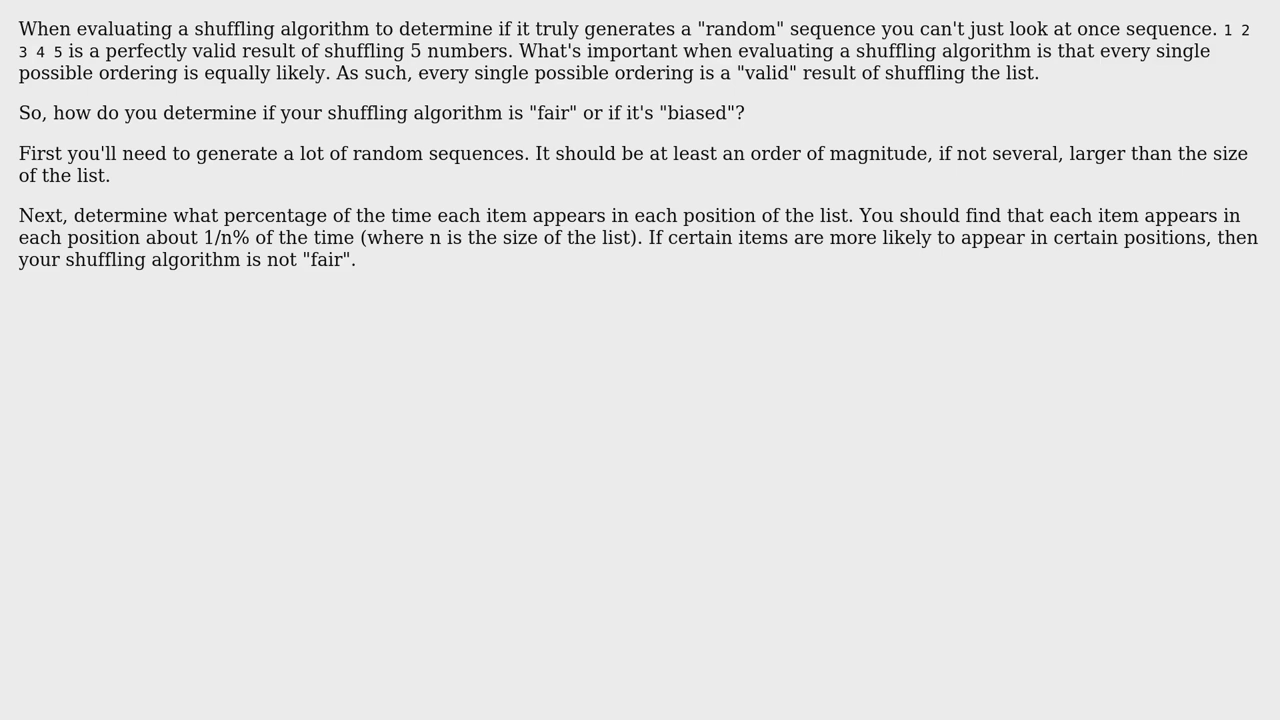 When evaluating a shuffling algorithm to determine if it truly generates a "random" sequence you can't just look at once sequence. 1 2
3 4 5 is a perfectly valid result of shuffling 5 numbers. What's important when evaluating a shuffling algorithm is that every single
possible ordering is equally likely. As such, every single possible ordering is a "valid" result of shuffling the list.
So, how do you determine if your shuffling algorithm is "fair" or if it's "biased"?
First you'll need to generate a lot of random sequences. It should be at least an order of magnitude, if not several, larger than the size
of the list.
Next, determine what percentage of the time each item appears in each position of the list. You should find that each item appears in
each position about 1/n% of the time (where n is the size of the list). If certain items are more likely to appear in certain positions, then
your shuffling algorithm is not "fair".